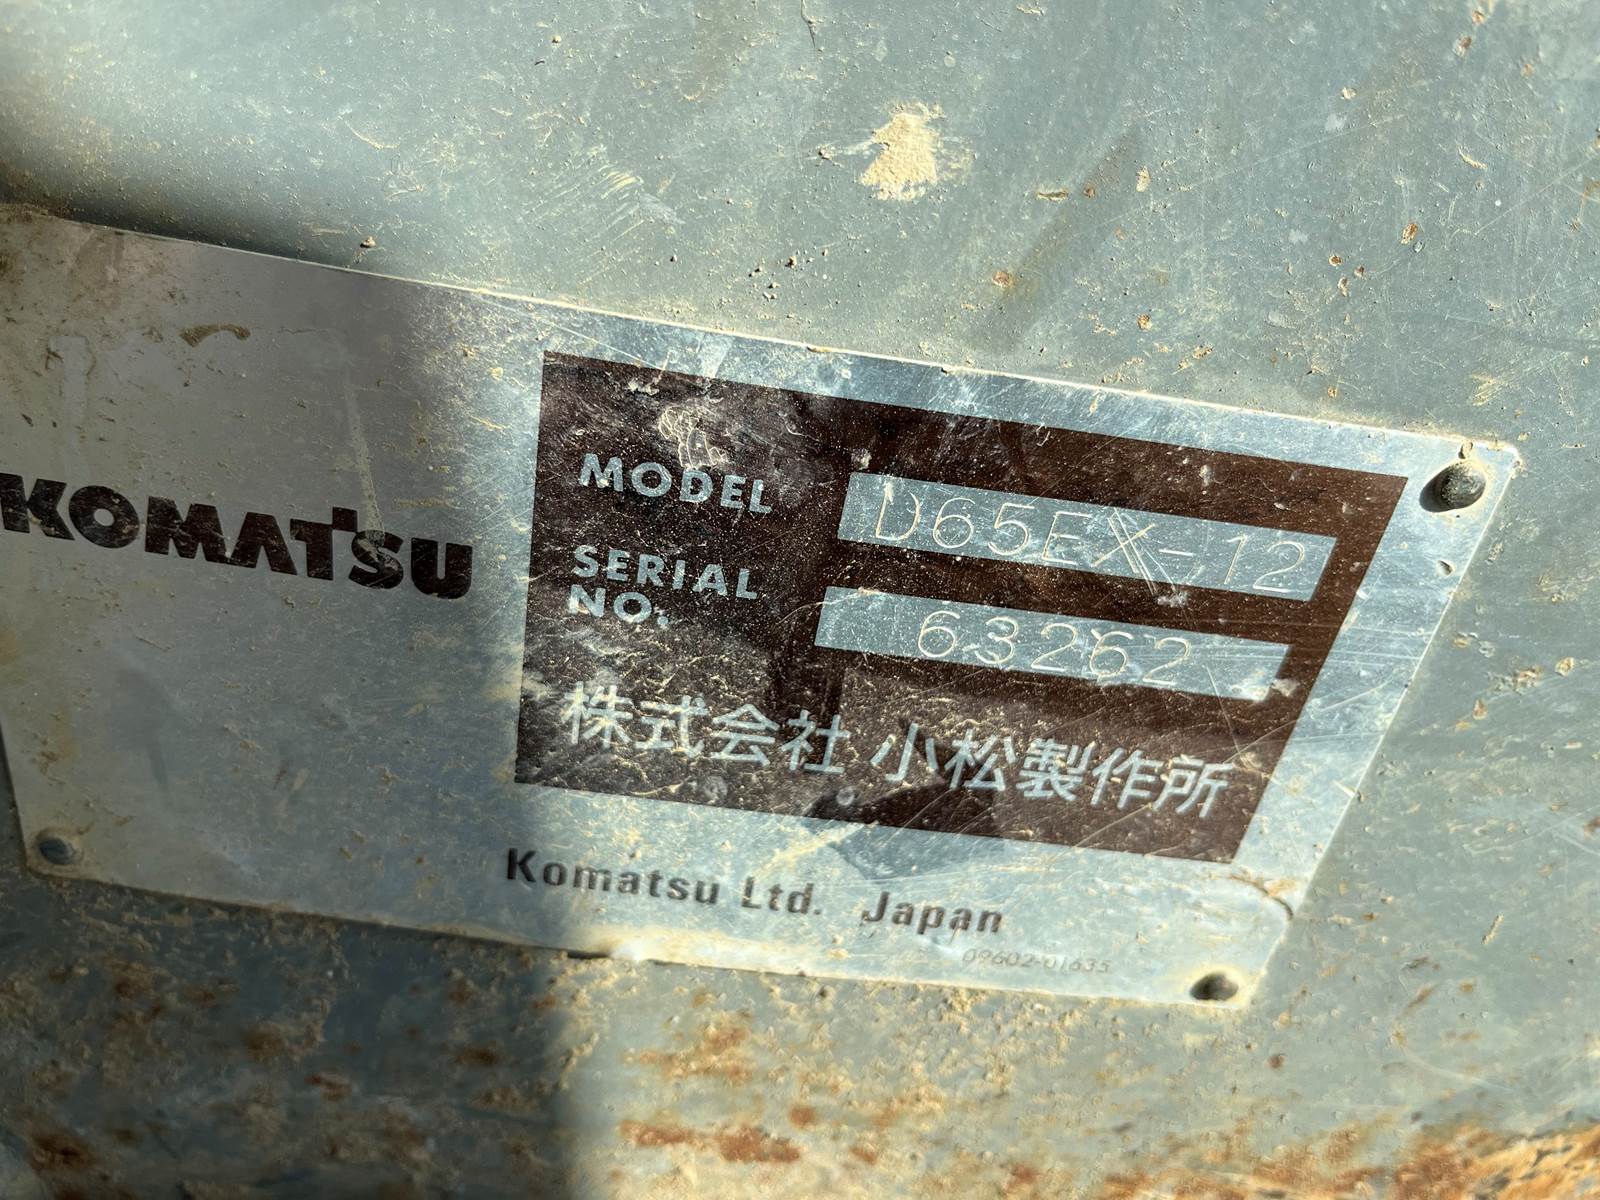 KOMATSU
MODEL D65EX-12
SERIAL NO. 63262
株式会社 小松製作所
Komatsu Ltd. Japan
09602-01635